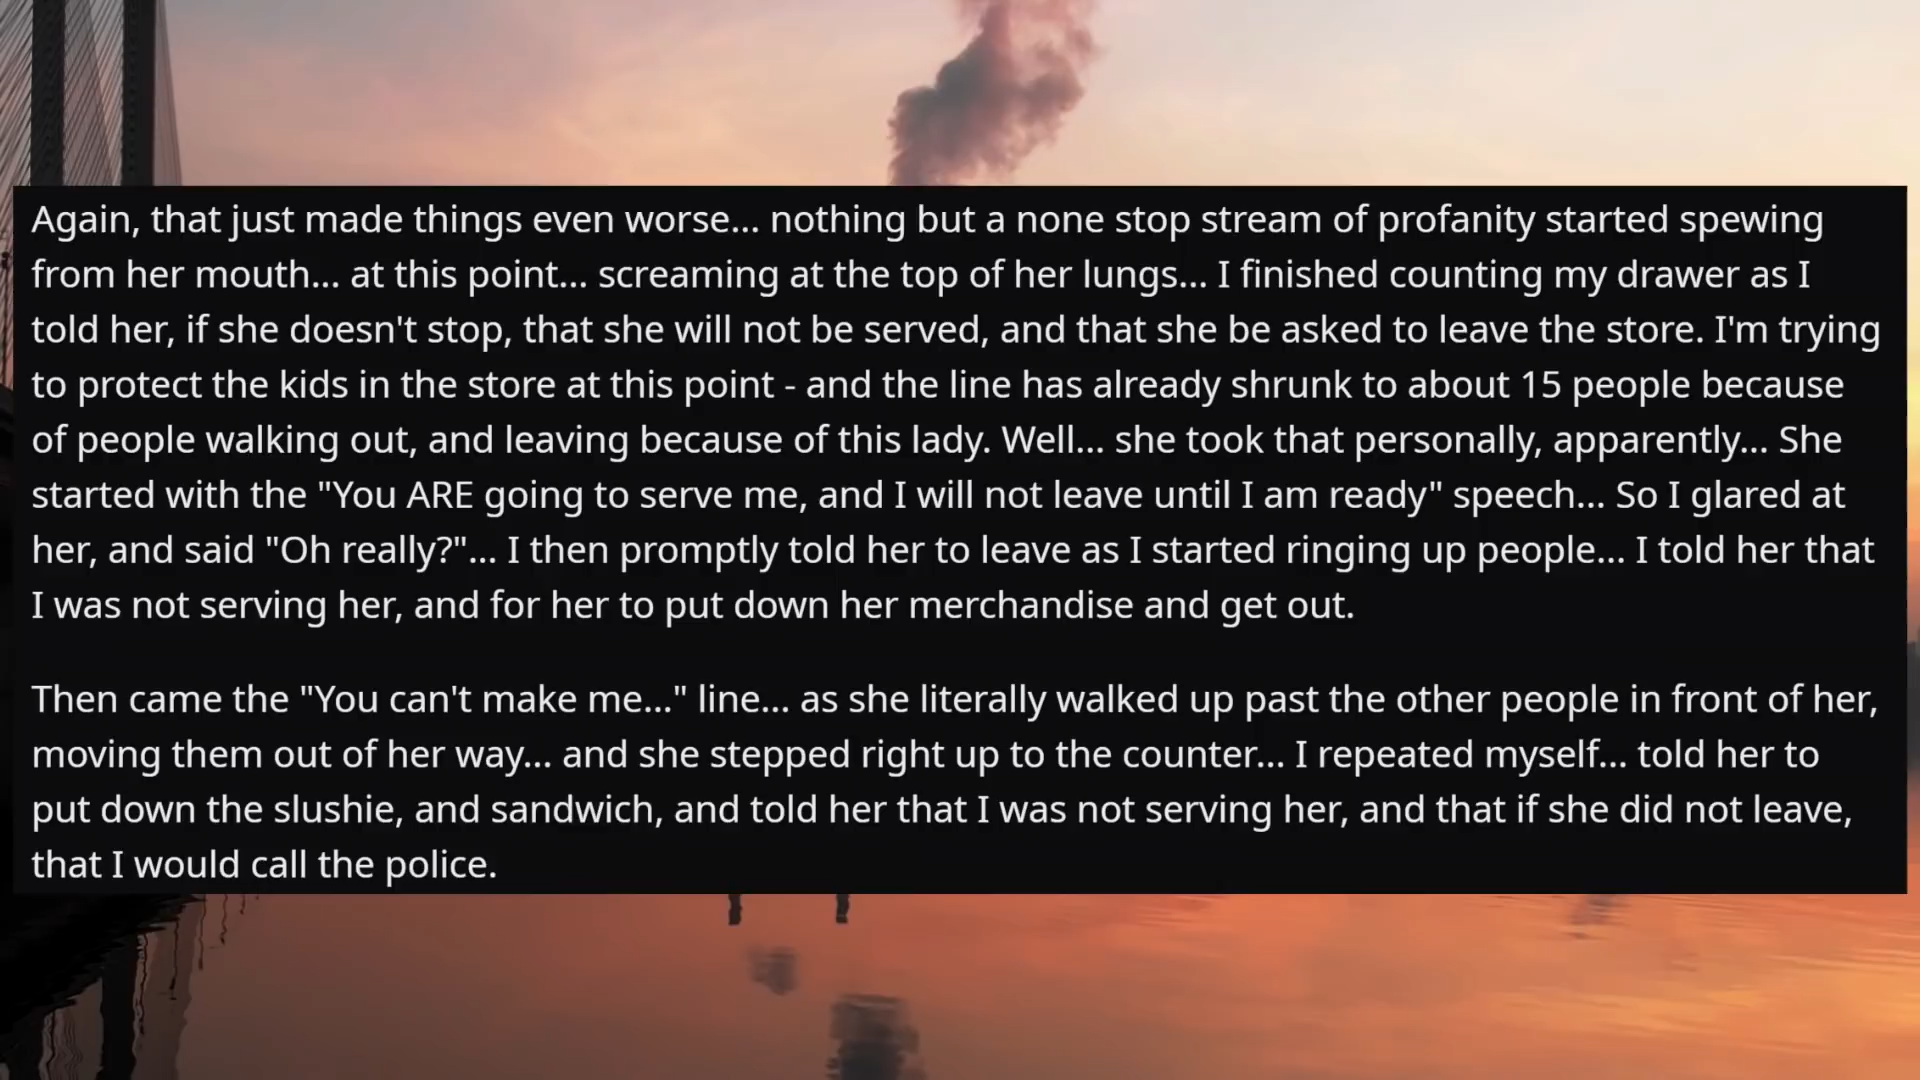 Again, that just made things even worse... nothing but a none stop stream of profanity started spewing
from her mouth... at this point... screaming at the top of her lungs... I finished counting my drawer as I
told her, if she doesn't stop, that she will not be served, and that she be asked to leave the store. I'm trying
to protect the kids in the store at this point - and the line has already shrunk to about 15 people because
of people walking out, and leaving because of this lady. Well... she took that personally, apparently... She
started with the "You ARE going to serve me, and I will not leave until I am ready" speech... So I glared at
her, and said "Oh really?"... I then promptly told her to leave as I started ringing up people... I told her that
I was not serving her, and for her to put down her merchandise and get out.
Then came the "You can't make me..." line... as she literally walked up past the other people in front of her,
moving them out of her way... and she stepped right up to the counter... I repeated myself... told her to
put down the slushie, and sandwich, and told her that I was not serving her, and that if she did not leave,
that I would call the police.